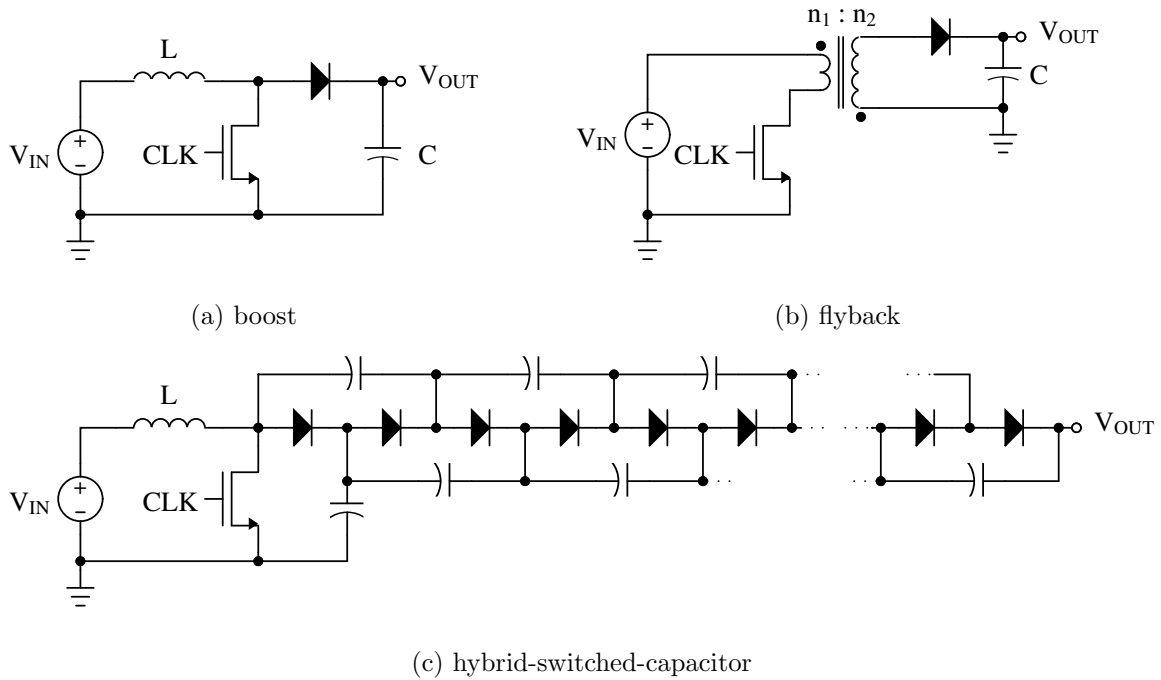 n₁ : n₂
L
V_OUT
V_OUT
C
+
−
V_IN
CLK
C
+
−
V_IN
CLK
(a) boost
(b) flyback
L
V_OUT
+
−
V_IN
CLK
(c) hybrid-switched-capacitor